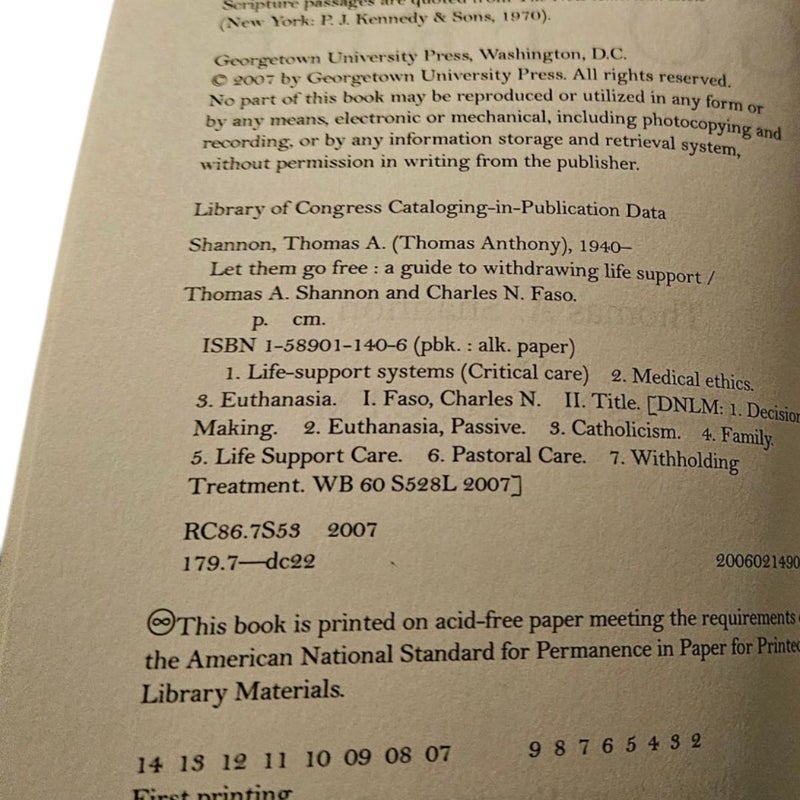 Scripture passages are quoted from The New
(New York: P. J. Kennedy & Sons, 1970).
Georgetown University Press, Washington, D.C.
© 2007 by Georgetown University Press. All rights reserved.
No part of this book may be reproduced or utilized in any form or
by any means, electronic or mechanical, including photocopying and
recording, or by any information storage and retrieval system,
without permission in writing from the publisher.
Library of Congress Cataloging-in-Publication Data
Shannon, Thomas A. (Thomas Anthony), 1940–
Let them go free : a guide to withdrawing life support /
Thomas A. Shannon and Charles N. Faso.
p. cm.
ISBN 1-58901-140-6 (pbk. : alk. paper)
1. Life-support systems (Critical care) 2. Medical ethics.
3. Euthanasia. I. Faso, Charles N. II. Title. [DNLM: 1. Decision
Making. 2. Euthanasia, Passive. 3. Catholicism. 4. Family.
5. Life Support Care. 6. Pastoral Care. 7. Withholding
Treatment. WB 60 S528L 2007]
RC86.7S53 2007
179.7—dc22 2006021490
This book is printed on acid-free paper meeting the requirements
the American National Standard for Permanence in Paper for Printed
Library Materials.
14 13 12 11 10 09 08 07 9 8 7 6 5 4 3 2
First printing